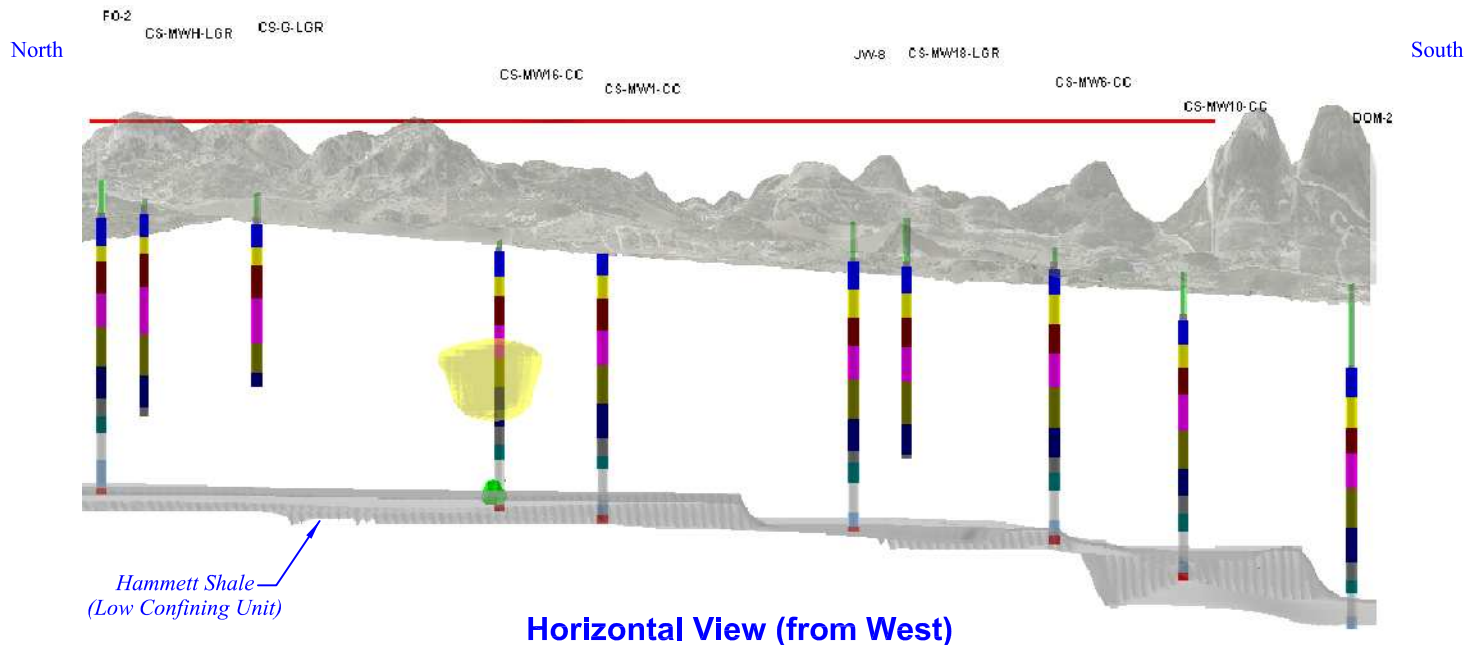 FO-2
CS-MWH-LGR
CS-G-LGR
North
South
JW-8
CS-MW18-LGR
CS-MW16-CC
CS-MW1-CC
CS-MW6-CC
CS-MW10-CC
DOM-2
Hammett Shale
(Low Confining Unit)
Horizontal View (from West)